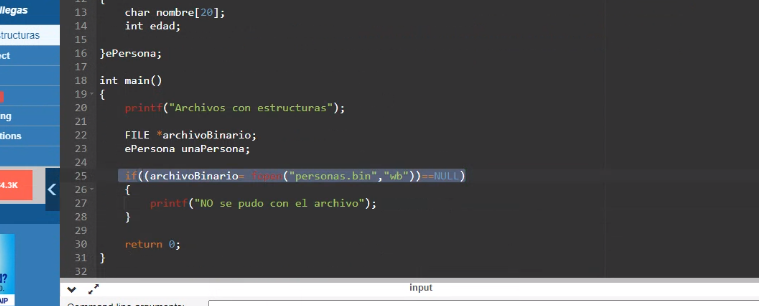 llegas
structuras
ect
ng
tions
4.3K
12 {
13 char nombre[20];
14 int edad;
15
16 }ePersona;
17
18 int main()
19 {
20 printf("Archivos con estructuras");
21
22 FILE *archivoBinario;
23 ePersona unaPersona;
24
25 if((archivoBinario= fopen("personas.bin","wb"))==NULL)
26 {
27 printf("NO se pudo con el archivo");
28 }
29
30 return 0;
31 }
32
input
Command line arguments:
N?
AIP